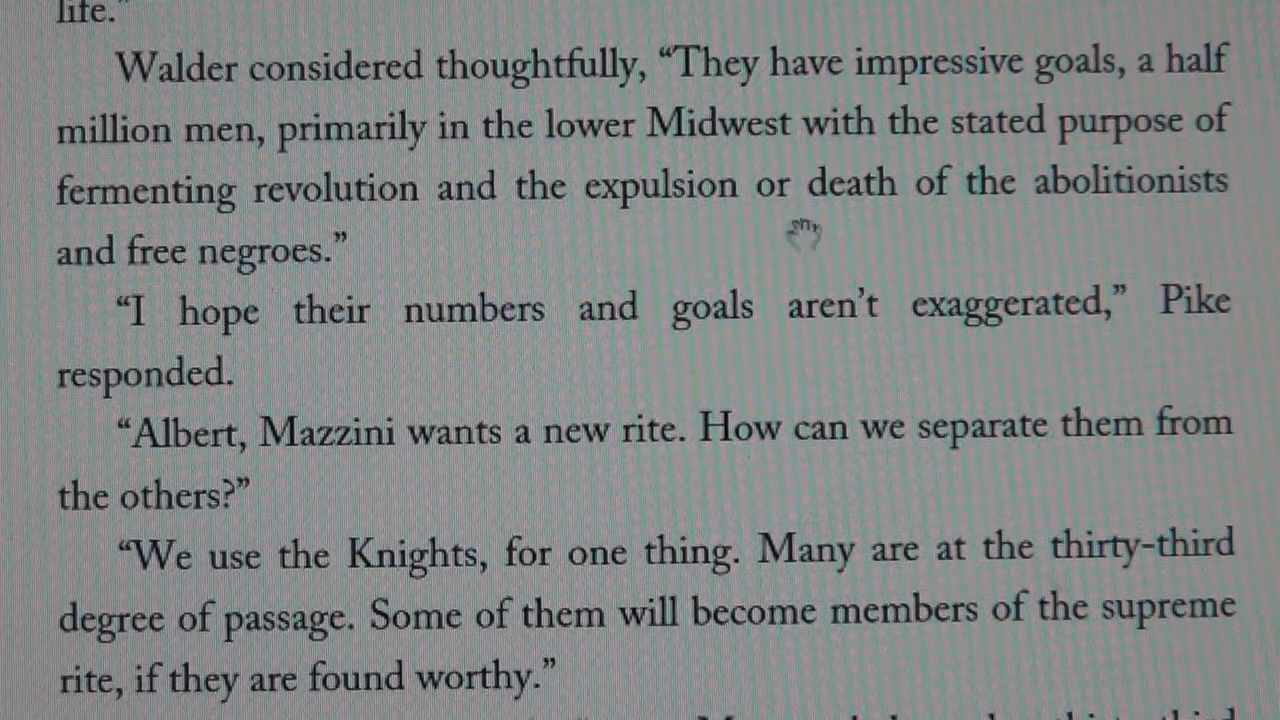 life.”
Walder considered thoughtfully, “They have impressive goals, a half
million men, primarily in the lower Midwest with the stated purpose of
fermenting revolution and the expulsion or death of the abolitionists
and free negroes.”
“I hope their numbers and goals aren’t exaggerated,” Pike
responded.
“Albert, Mazzini wants a new rite. How can we separate them from
the others?”
“We use the Knights, for one thing. Many are at the thirty-third
degree of passage. Some of them will become members of the supreme
rite, if they are found worthy.”